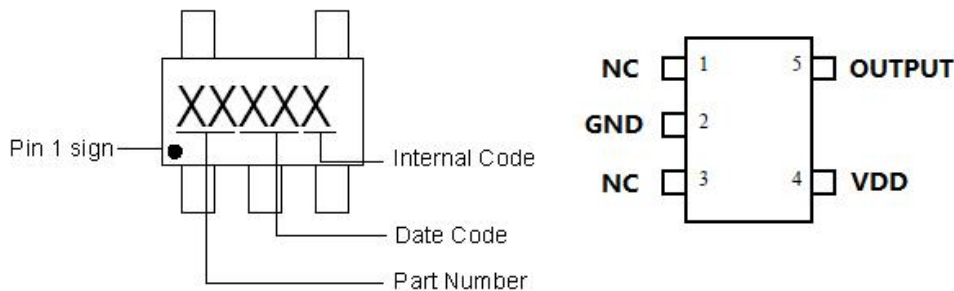 XXXXX
Pin 1 sign
Internal Code
Date Code
Part Number
NC 1 5 OUTPUT
GND 2
NC 3 4 VDD